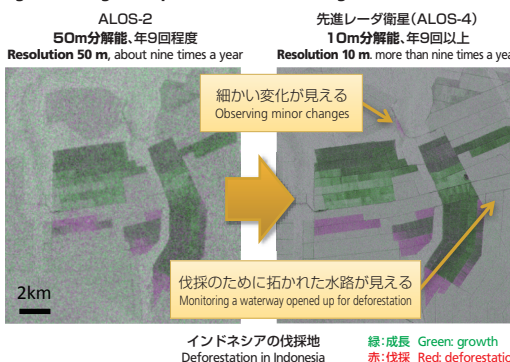 ALOS-2
50m分解能、年9回程度
Resolution 50 m, about nine times a year
先進レーダ衛星(ALOS-4)
10m分解能、年9回以上
Resolution 10 m. more than nine times a yea
細かい変化が見える
Observing minor changes
伐採のために拓かれた水路が見える
Monitoring a waterway opened up for deforestation
2km
インドネシアの伐採地
Deforestation in Indonesia
緑:成長 Green: growth
赤:伐採 Red: deforestatio